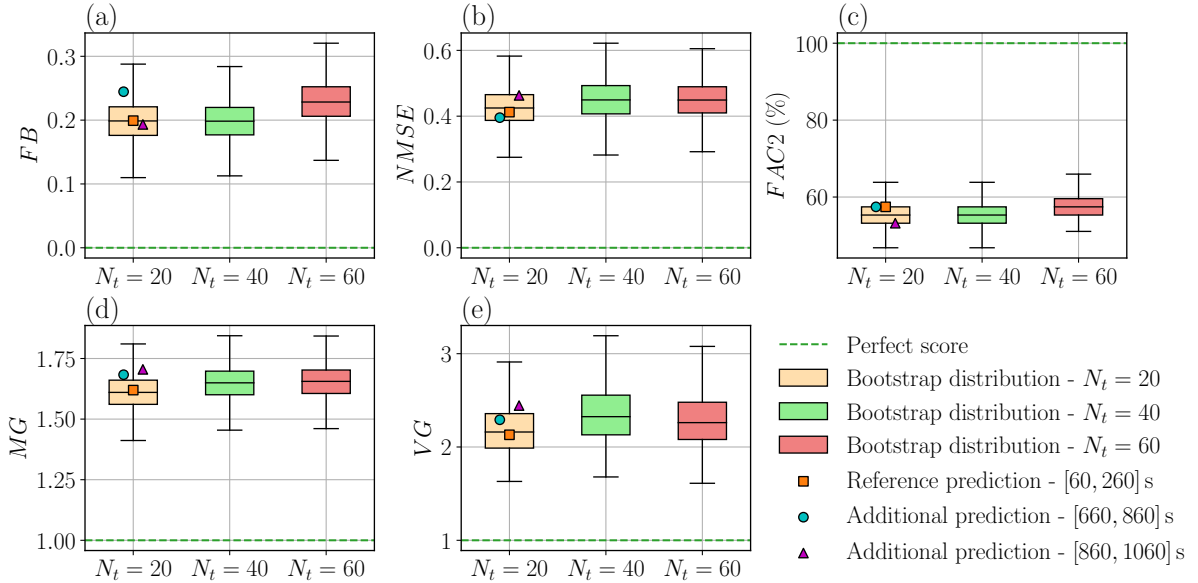 (a)
FB
0.3
0.2
0.1
0.0
N_t = 20
N_t = 40
N_t = 60
(b)
NMSE
0.6
0.4
0.2
0.0
N_t = 20
N_t = 40
N_t = 60
(c)
FAC2 (%)
100
80
60
N_t = 20
N_t = 40
N_t = 60
(d)
MG
1.75
1.50
1.25
1.00
N_t = 20
N_t = 40
N_t = 60
(e)
VG
3
2
1
N_t = 20
N_t = 40
N_t = 60
Perfect score
Bootstrap distribution - N_t = 20
Bootstrap distribution - N_t = 40
Bootstrap distribution - N_t = 60
Reference prediction - [60, 260] s
Additional prediction - [660, 860] s
Additional prediction - [860, 1060] s